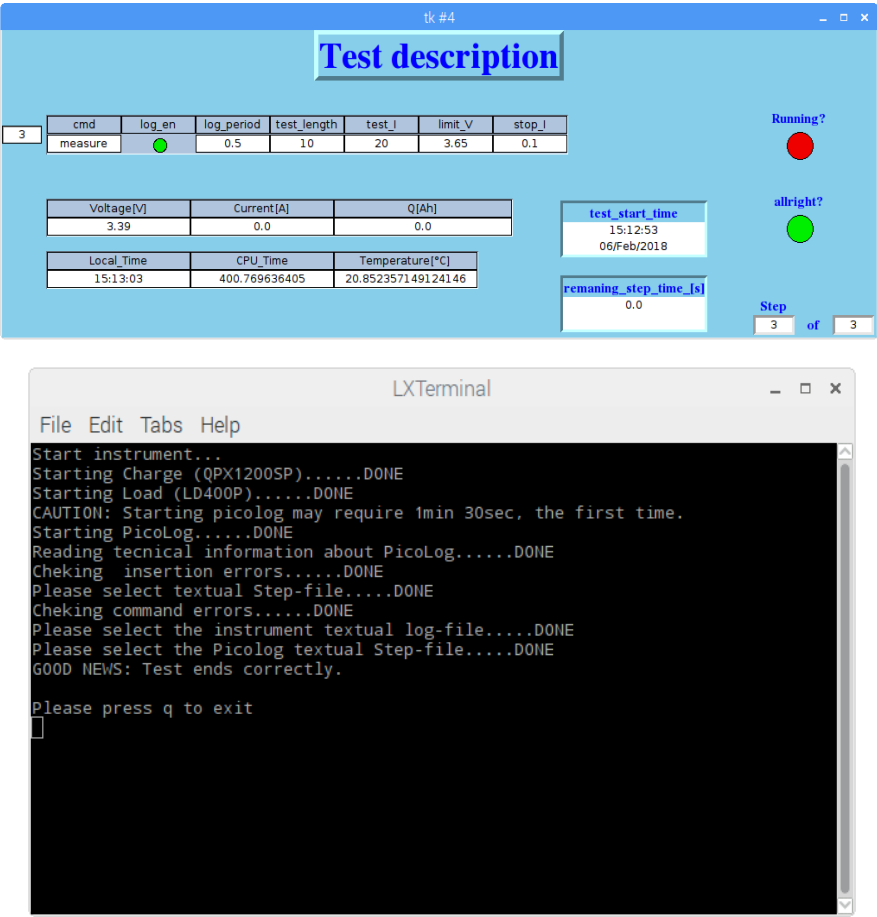 tk #4
Test description
cmd log_en log_period test_length test_I limit_V stop_I
3 measure 0.5 10 20 3.65 0.1
Running?
Voltage[V] Current[A] Q[Ah]
3.39 0.0 0.0
Local_Time CPU_Time Temperature[°C]
15:13:03 400.769636405 20.852357149124146
test_start_time
15:12:53
06/Feb/2018
remaning_step_time_[s]
0.0
allright?
Step
3 of 3
LXTerminal
File Edit Tabs Help
Start instrument...
Starting Charge (QPX1200SP)......DONE
Starting Load (LD400P)......DONE
CAUTION: Starting picolog may require 1min 30sec, the first time.
Starting PicoLog......DONE
Reading tecnical information about PicoLog......DONE
Cheking  insertion errors......DONE
Please select textual Step-file.....DONE
Cheking command errors......DONE
Please select the instrument textual log-file.....DONE
Please select the Picolog textual Step-file.....DONE
GOOD NEWS: Test ends correctly.
Please press q to exit